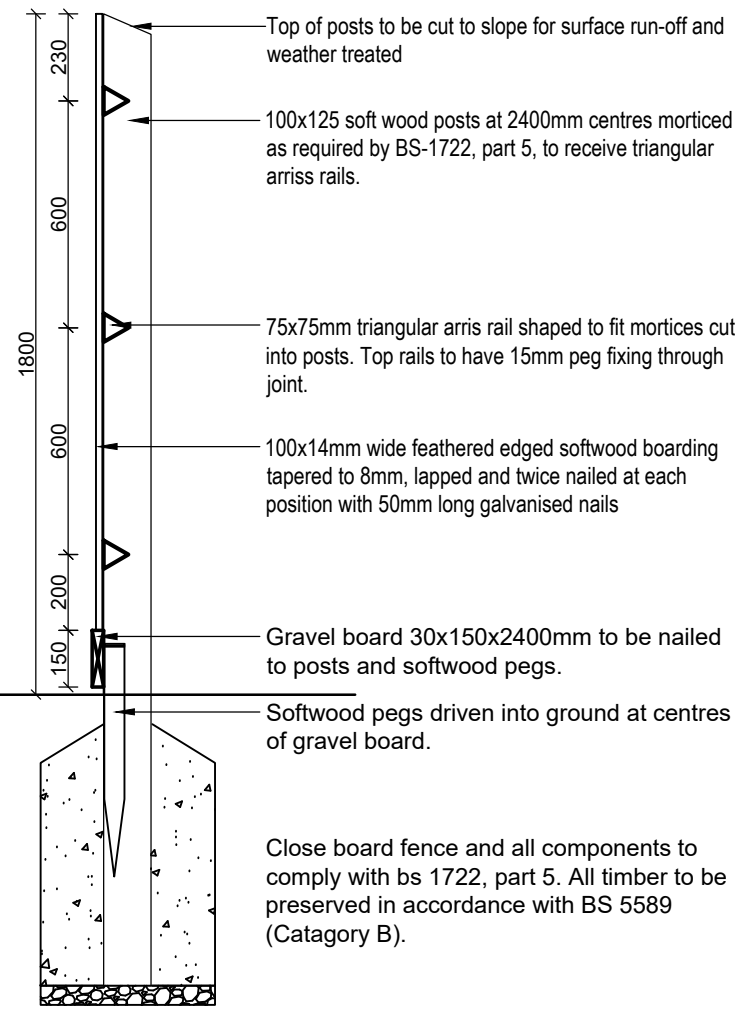 Top of posts to be cut to slope for surface run-off and
weather treated
230
100x125 soft wood posts at 2400mm centres morticed
as required by BS-1722, part 5, to receive triangular
arriss rails.
600
75x75mm triangular arris rail shaped to fit mortices cut
into posts. Top rails to have 15mm peg fixing through
joint.
1800
600
100x14mm wide feathered edged softwood boarding
tapered to 8mm, lapped and twice nailed at each
position with 50mm long galvanised nails
200
150
Gravel board 30x150x2400mm to be nailed
to posts and softwood pegs.
Softwood pegs driven into ground at centres
of gravel board.
Close board fence and all components to
comply with bs 1722, part 5. All timber to be
preserved in accordance with BS 5589
(Catagory B).